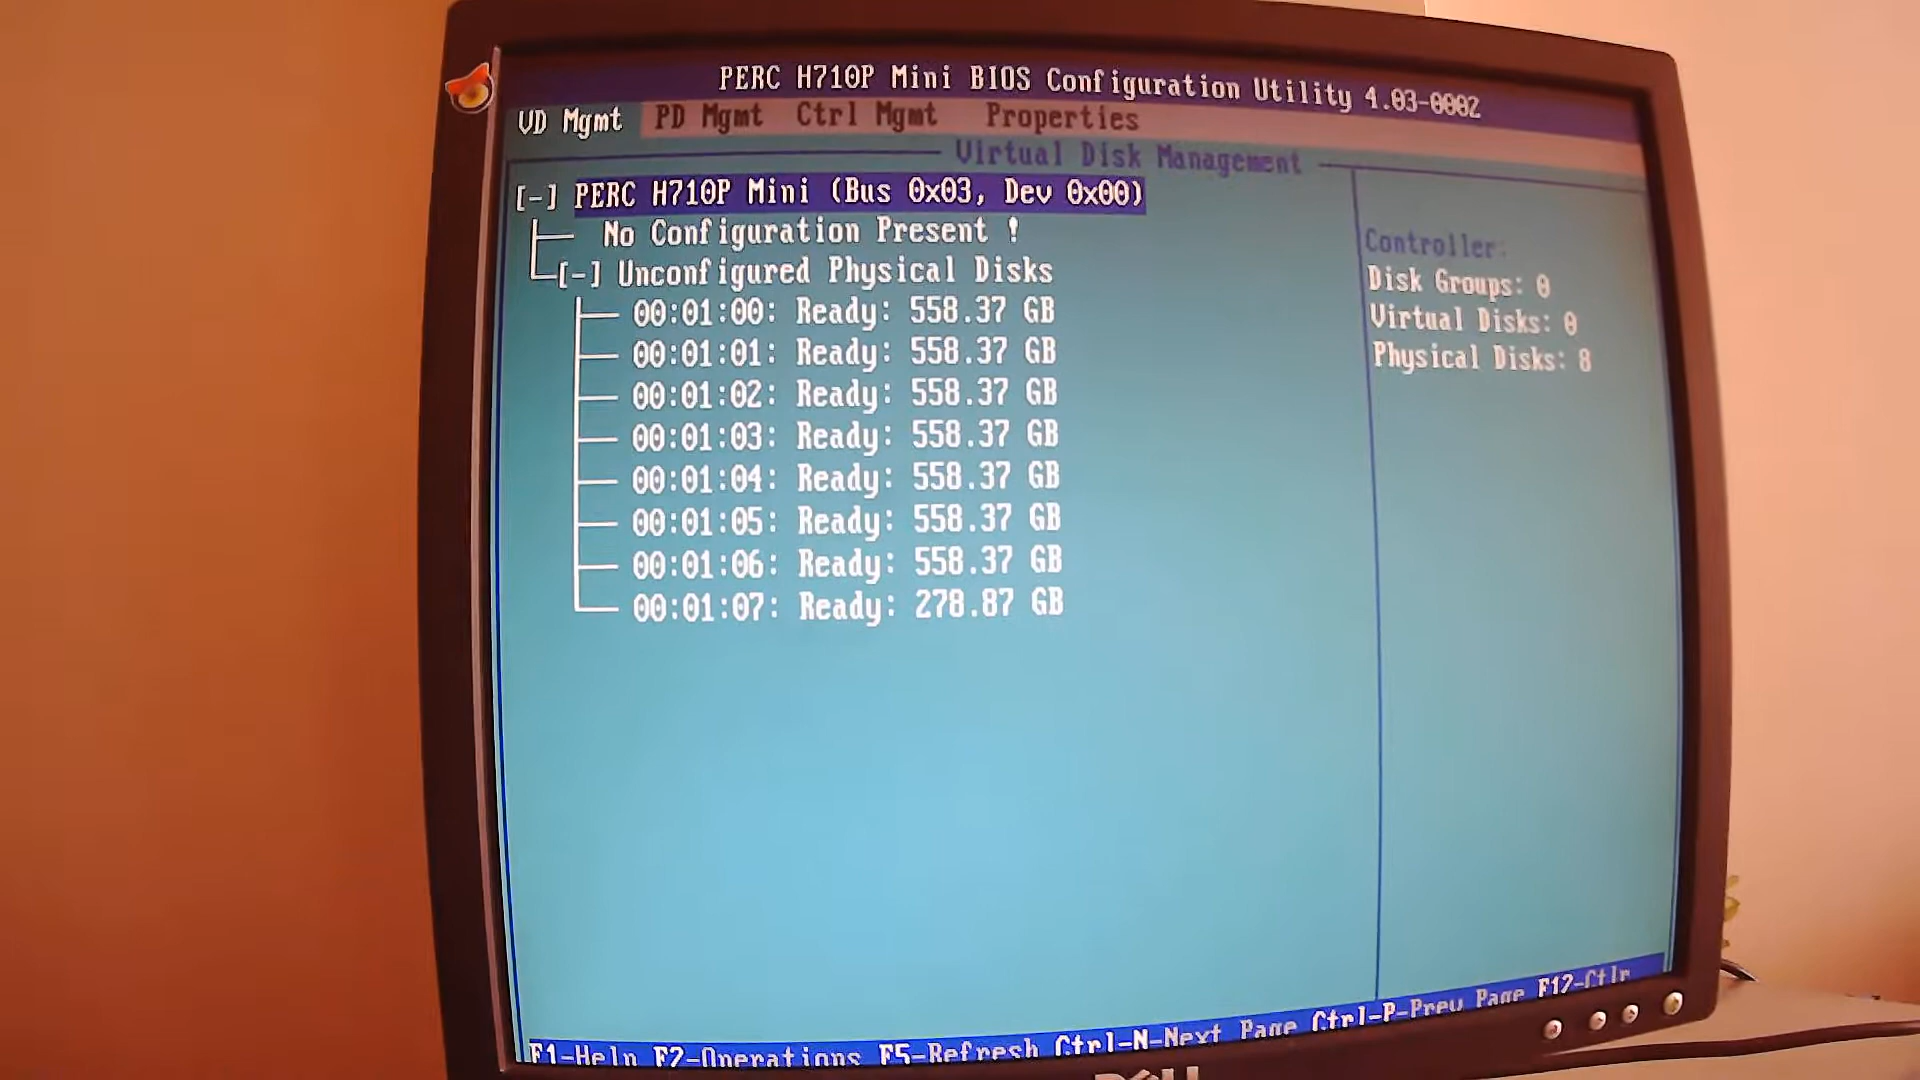 PERC H710P Mini BIOS Configuration Utility 4.03-0002
VD Mgmt PD Mgmt Ctrl Mgmt Properties
Virtual Disk Management
[-] PERC H710P Mini (Bus 0x03, Dev 0x00)
No Configuration Present !
[-] Unconfigured Physical Disks
00:01:00: Ready: 558.37 GB
00:01:01: Ready: 558.37 GB
00:01:02: Ready: 558.37 GB
00:01:03: Ready: 558.37 GB
00:01:04: Ready: 558.37 GB
00:01:05: Ready: 558.37 GB
00:01:06: Ready: 558.37 GB
00:01:07: Ready: 278.87 GB
Controller:
Disk Groups: 0
Virtual Disks: 0
Physical Disks: 8
F1-Help F2-Operations F5-Refresh Ctrl-N-Next Page Ctrl-P-Prev Page F12-Ctlr
DELL